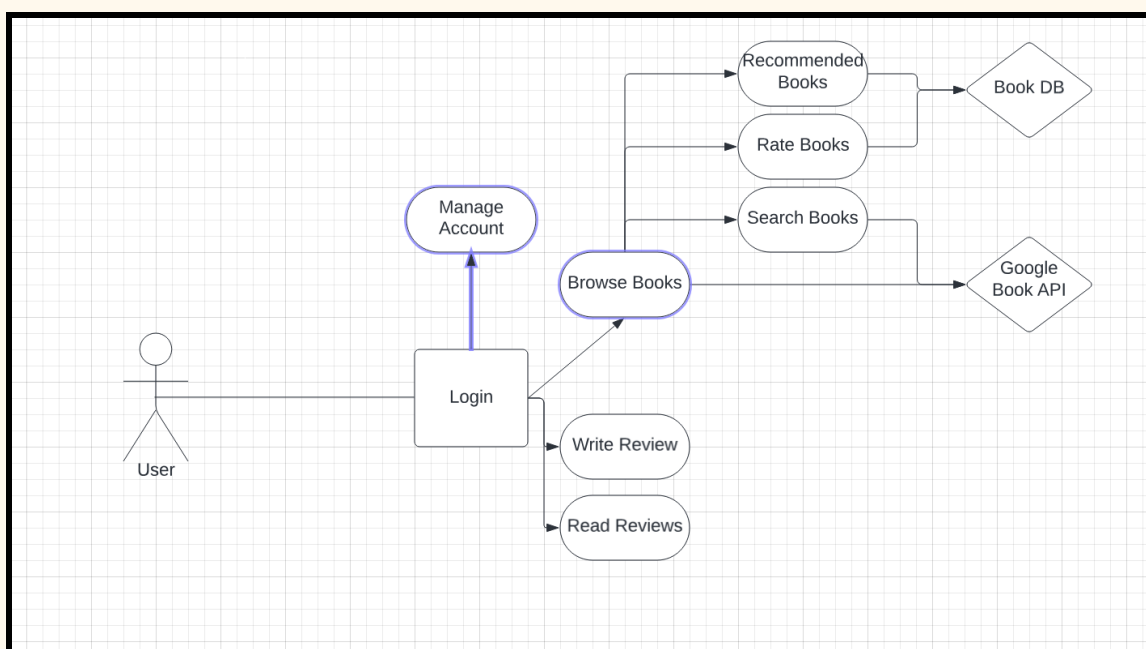 Recommended
Books
Book DB
Rate Books
Manage
Account
Search Books
Browse Books
Google
Book API
Login
Write Review
User
Read Reviews